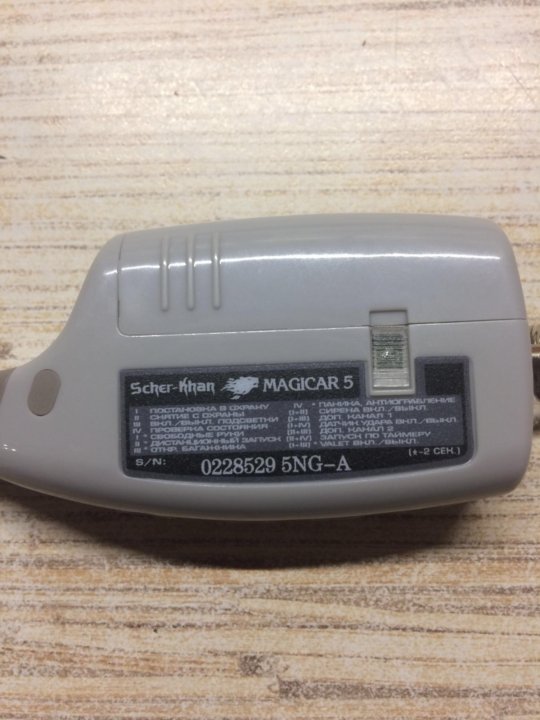 Scher-Khan MAGICAR 5
I ПОСТАНОВКА В ОХРАНУ
II СНЯТИЕ С ОХРАНЫ
III ВКЛ./ВЫКЛ. ПОДСВЕТКИ
IV ПРОВЕРКА СОСТОЯНИЯ
I * СВОБОДНЫЕ РУКИ
II * ДИСТАНЦИОННЫЙ ЗАПУСК
III * ОТКР. БАГАЖНИКА
IV * ПАНИКА, АНТИОГРАБЛЕНИЕ
(I+II) СИРЕНА ВКЛ./ВЫКЛ.
(I+III) ДОП. КАНАЛ 1
(I+IV) ДАТЧИК УДАРА ВКЛ./ВЫКЛ.
(II+III) ДОП. КАНАЛ 2
(II+IV) ЗАПУСК ПО ТАЙМЕРУ
* VALET ВКЛ./ВЫКЛ.
(*-2 СЕК.)
S/N: 0228529 5NG-A